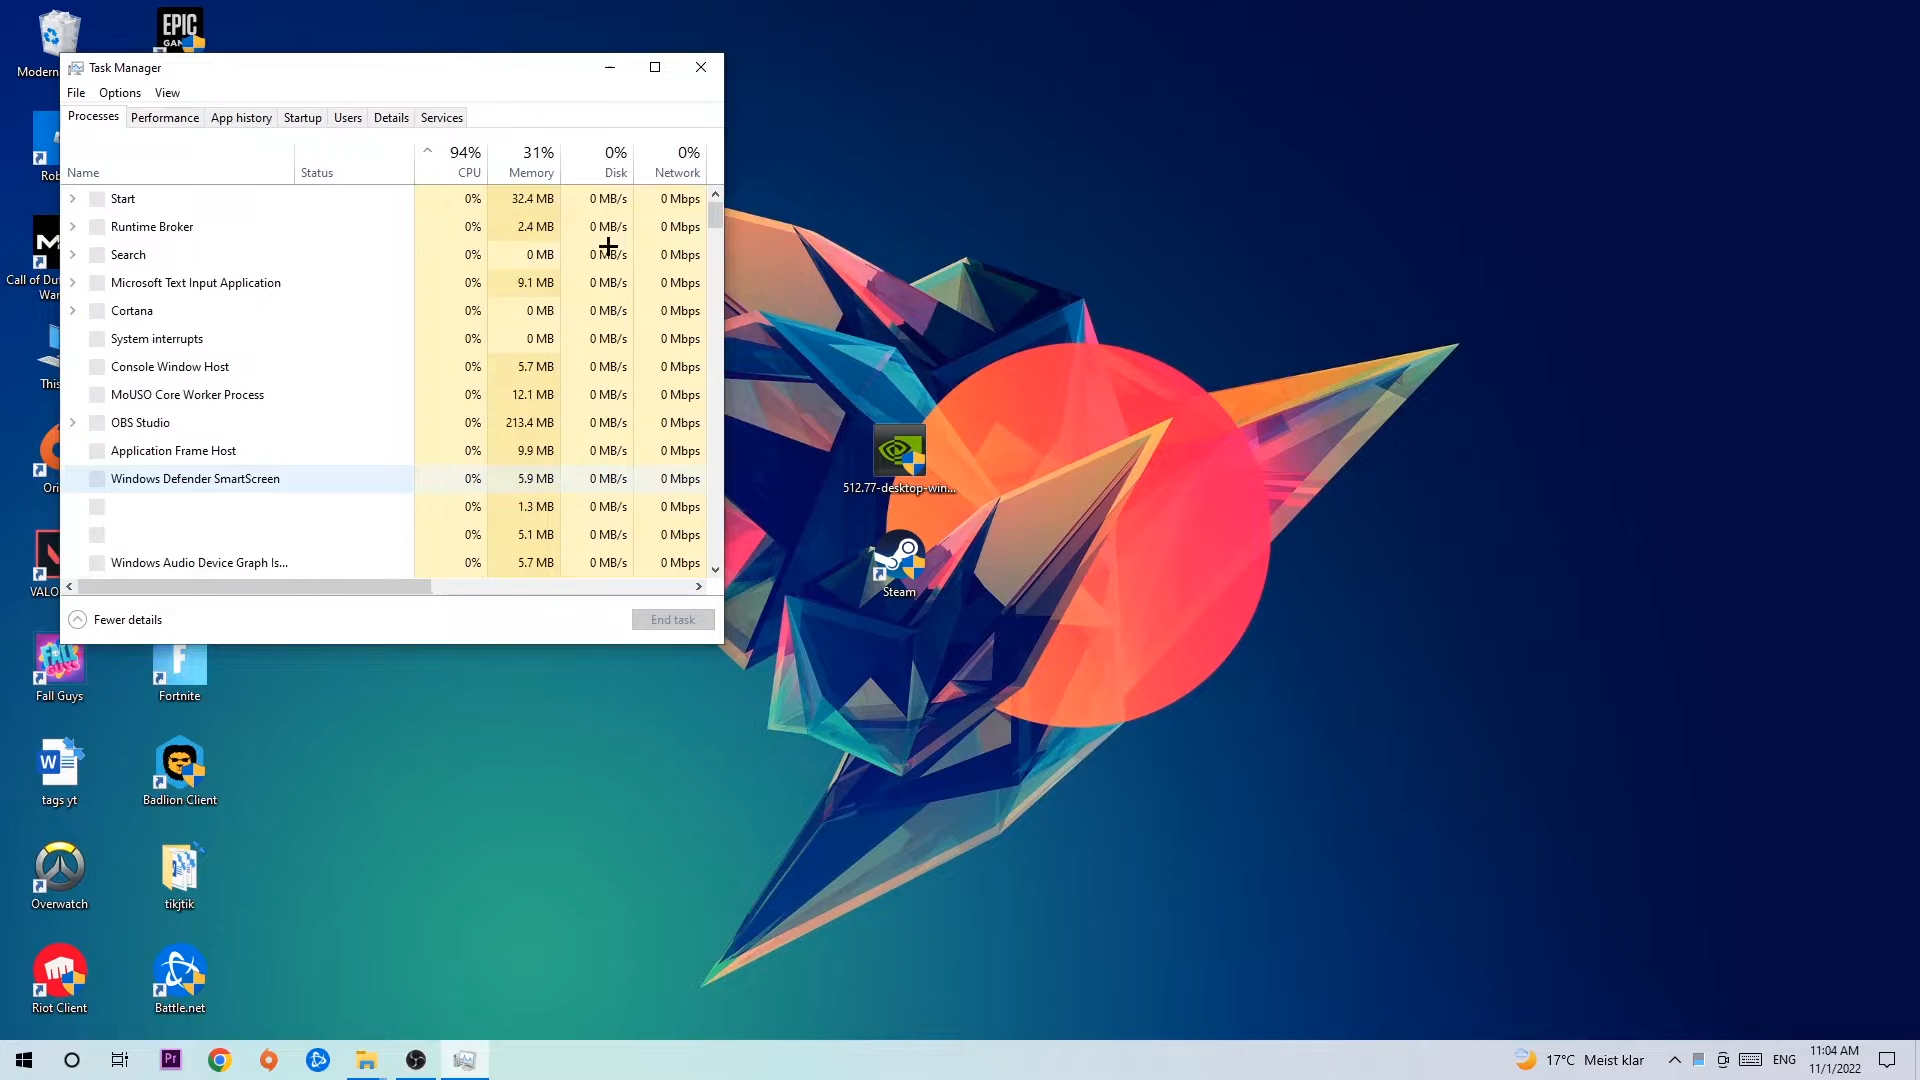 EPIC
GAM
Modern
Task Manager
File Options View
Processes Performance App history Startup Users Details Services
94% 31% 0% 0%
Name Status CPU Memory Disk Network
Start 0% 32.4 MB 0 MB/s 0 Mbps
Runtime Broker 0% 2.4 MB 0 MB/s 0 Mbps
Search 0% 0 MB 0 MB/s 0 Mbps
Microsoft Text Input Application 0% 9.1 MB 0 MB/s 0 Mbps
Cortana 0% 0 MB 0 MB/s 0 Mbps
System interrupts 0% 0 MB 0 MB/s 0 Mbps
Console Window Host 0% 5.7 MB 0 MB/s 0 Mbps
MoUSO Core Worker Process 0% 12.1 MB 0 MB/s 0 Mbps
OBS Studio 0% 213.4 MB 0 MB/s 0 Mbps
Application Frame Host 0% 9.9 MB 0 MB/s 0 Mbps
Windows Defender SmartScreen 0% 5.9 MB 0 MB/s 0 Mbps
0% 1.3 MB 0 MB/s 0 Mbps
0% 5.1 MB 0 MB/s 0 Mbps
Windows Audio Device Graph Is... 0% 5.7 MB 0 MB/s 0 Mbps
Fewer details End task
Rob
M
Call of Du
War
This
Ori
VALO
512.77-desktop-win...
Steam
Fall Guys
F
Fortnite
W
tags yt
Badlion Client
Overwatch
tikjtik
Riot Client
Battle.net
Pr
17°C Meist klar
ENG
11:04 AM
11/1/2022